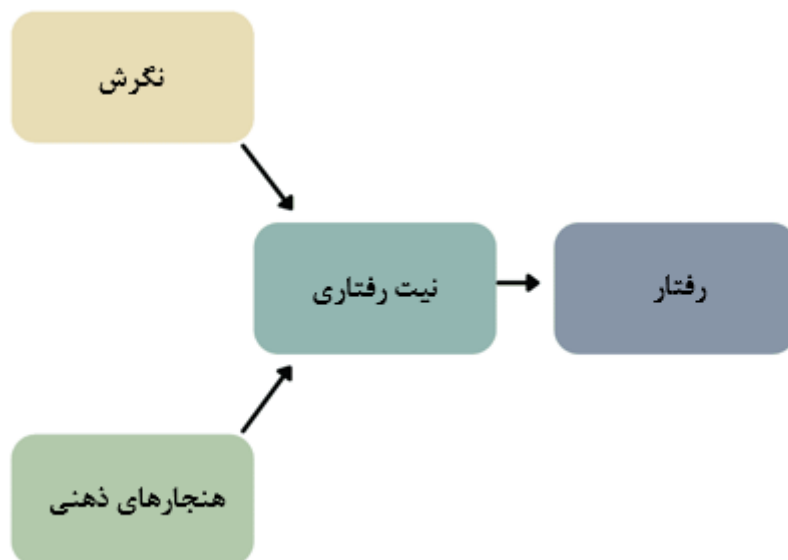 نگرش
نیت رفتاری
رفتار
هنجارهای ذهنی